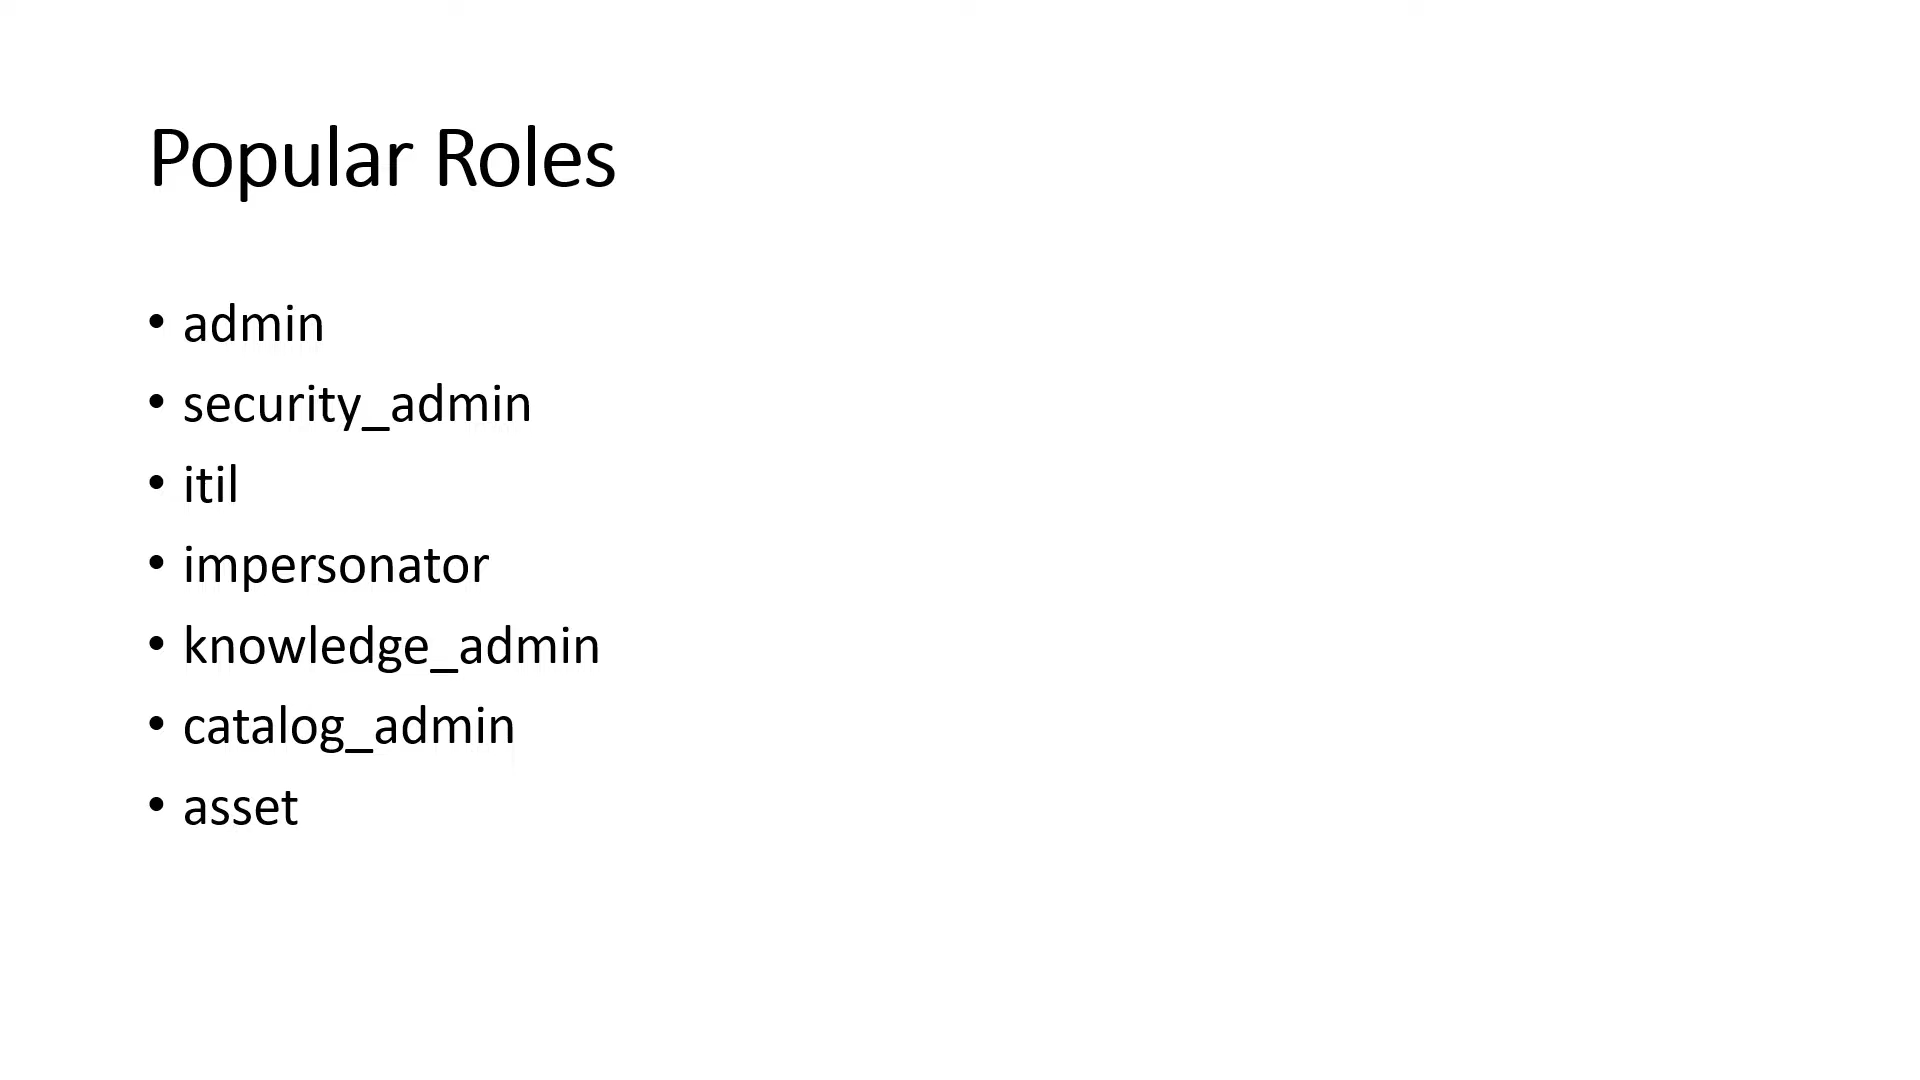 Popular Roles
• admin
• security_admin
• itil
• impersonator
• knowledge_admin
• catalog_admin
• asset